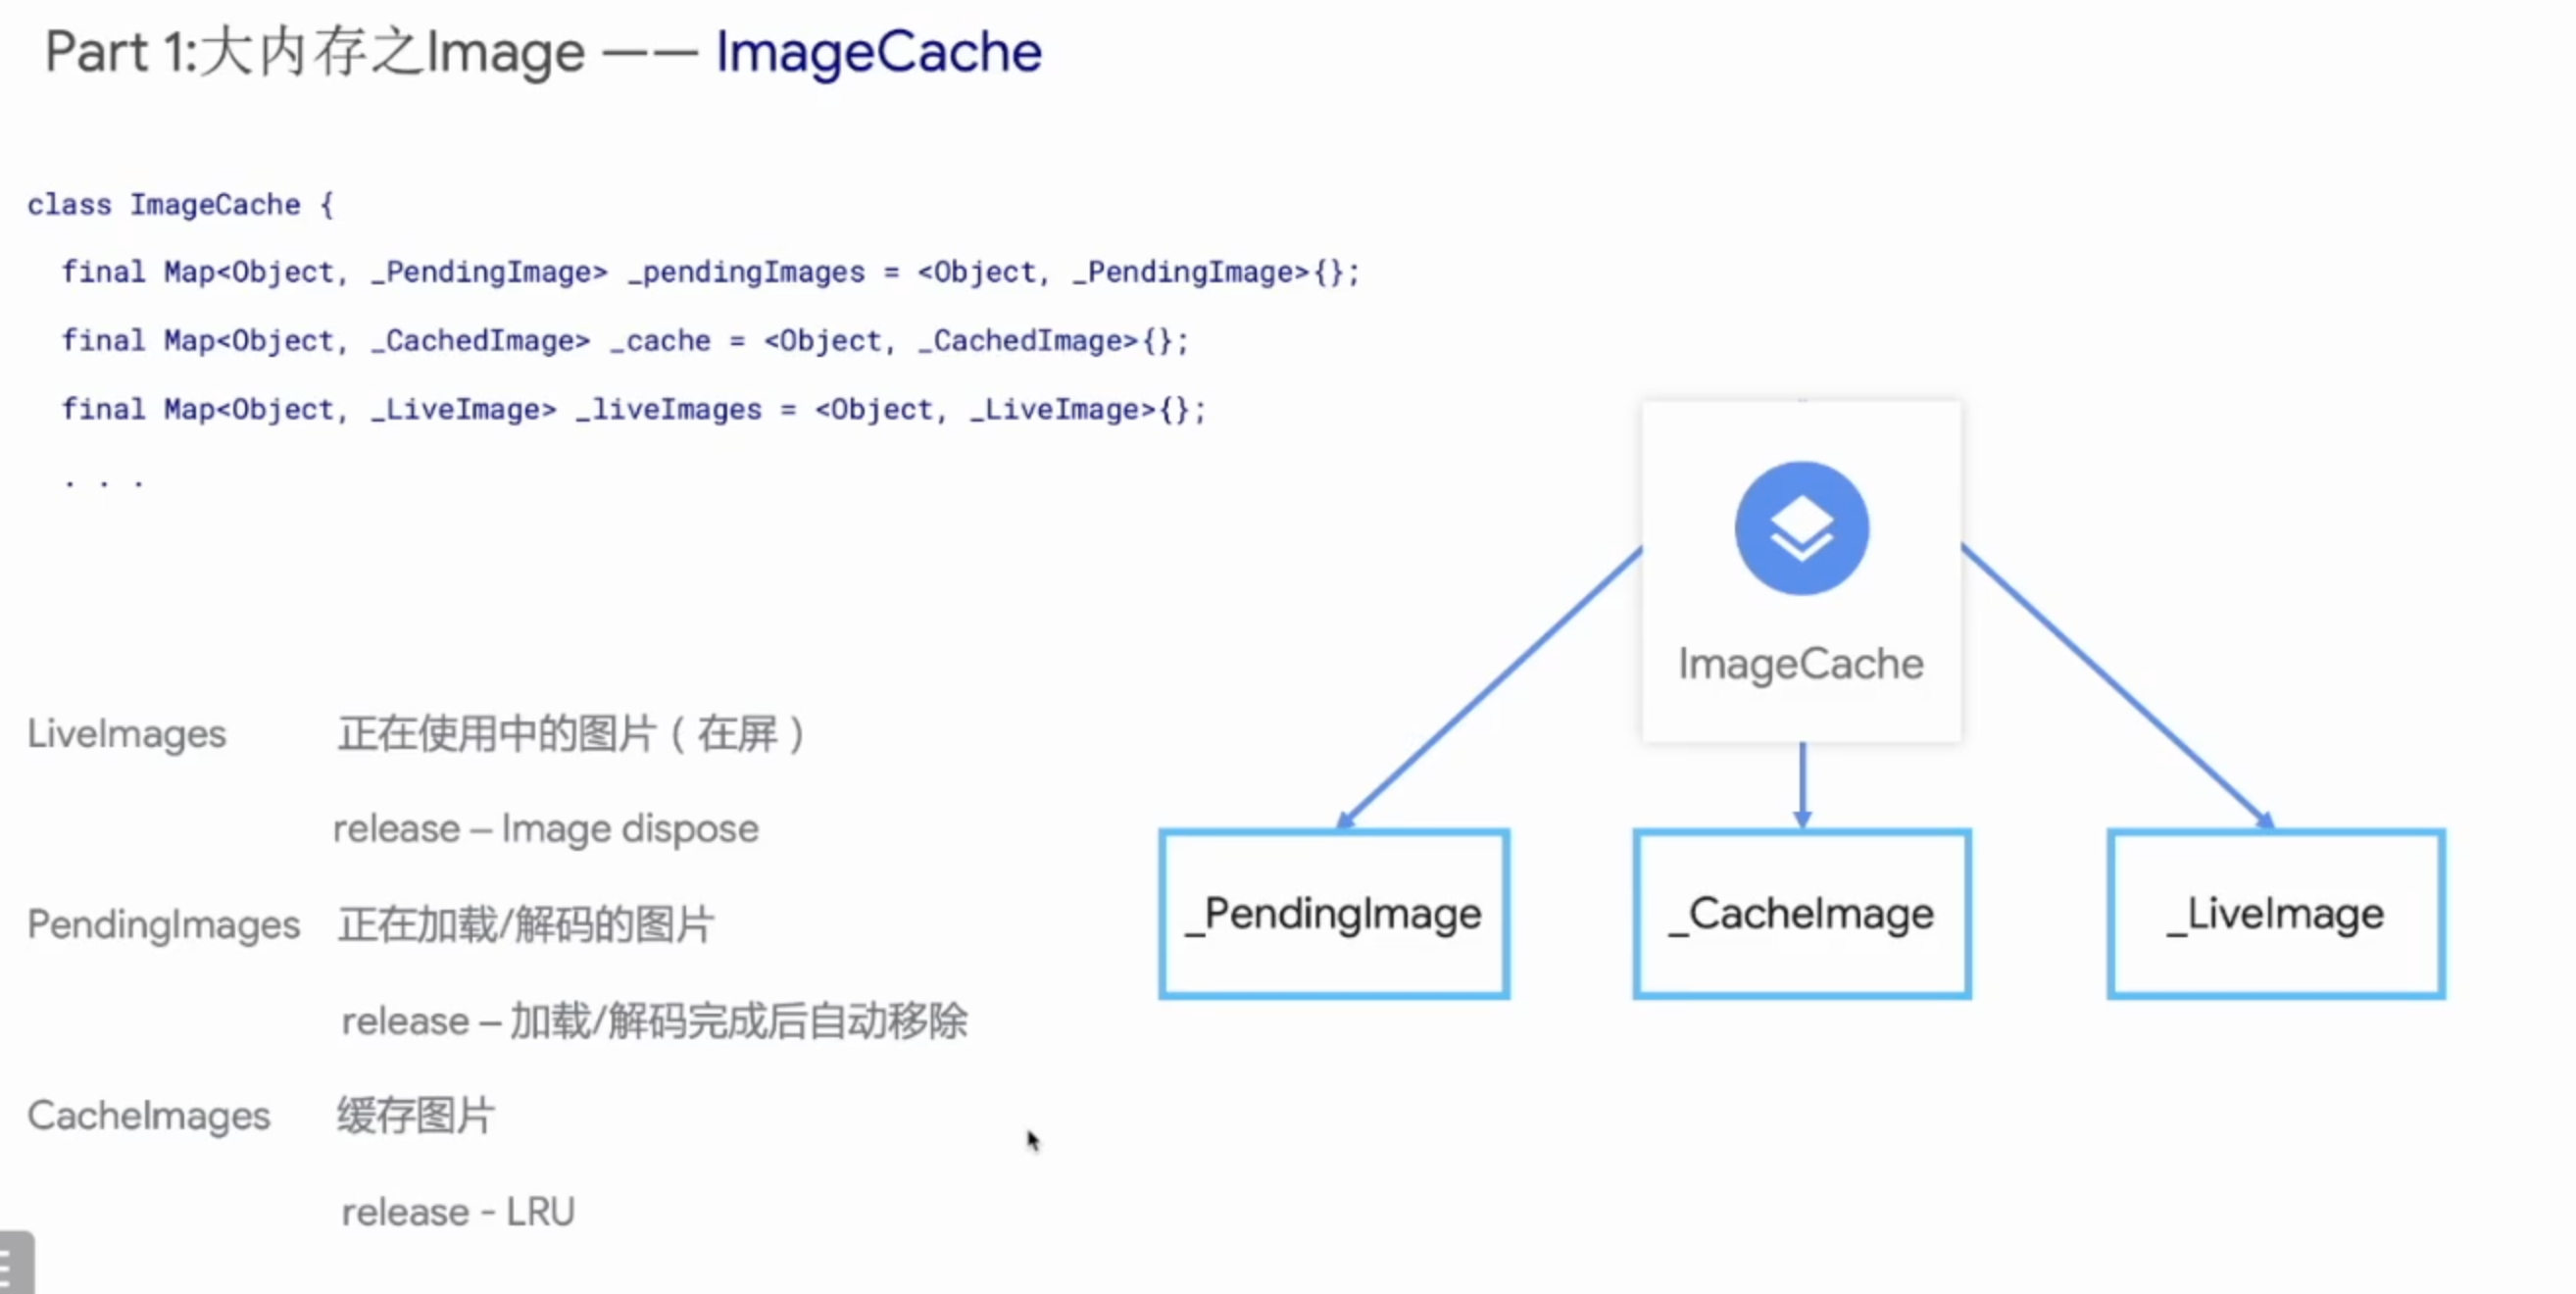 Part 1:大内存之Image —— ImageCache
class ImageCache {
final Map<Object, _PendingImage> _pendingImages = <Object, _PendingImage>{};
final Map<Object, _CachedImage> _cache = <Object, _CachedImage>{};
final Map<Object, _LiveImage> _liveImages = <Object, _LiveImage>{};
. . .
LiveImages 正在使用中的图片（在屏）
release – Image dispose
PendingImages 正在加载/解码的图片
release – 加载/解码完成后自动移除
CacheImages 缓存图片
release - LRU
ImageCache
_PendingImage
_CacheImage
_LiveImage